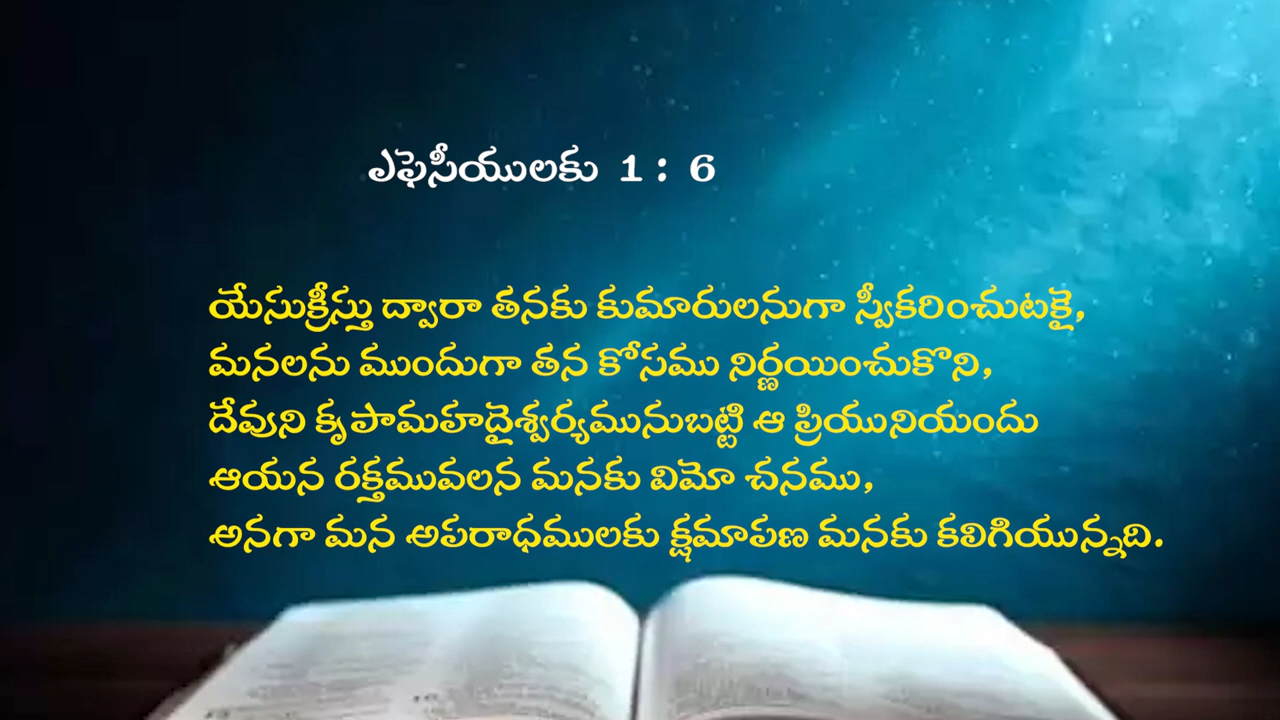 ఎఫెసీయులకు 1 : 6
యేసుక్రీస్తు ద్వారా తనకు కుమారులనుగా స్వీకరించుటకై,
మనలను ముందుగా తన కోసము నిర్ణయించుకొని,
దేవుని కృపామహదైశ్వర్యమునుబట్టి ఆ ప్రియునియందు
ఆయన రక్తమువలన మనకు విమో చనము,
అనగా మన అపరాధములకు క్షమాపణ మనకు కలిగియున్నది.